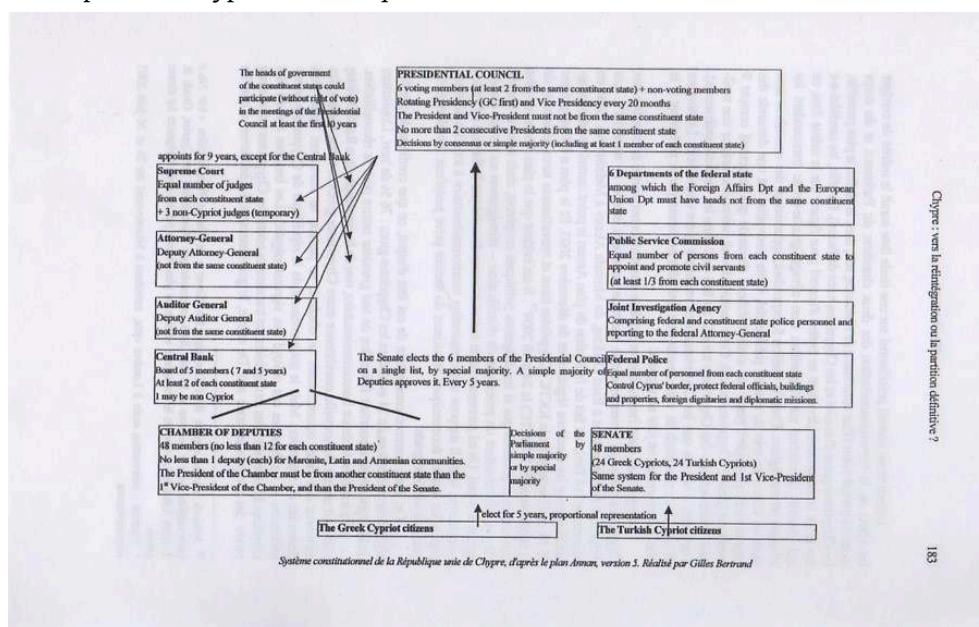 The heads of government
of the constituent states could
participate (without right of vote)
in the meetings of the Presidential
Council at least the first 10 years
PRESIDENTIAL COUNCIL
6 voting members (at least 2 from the same constituent state) + non-voting members
Rotating Presidency (GC first) and Vice Presidency every 20 months
The President and Vice-President must not be from the same constituent state
No more than 2 consecutive Presidents from the same constituent state
Decisions by consensus or simple majority (including at least 1 member of each constituent state)
appoints for 9 years, except for the Central Bank
Supreme Court
Equal number of judges
from each constituent state
+ 3 non-Cypriot judges (temporary)
Attorney-General
Deputy Attorney-General
(not from the same constituent state)
Auditor General
Deputy Auditor General
(not from the same constituent state)
Central Bank
Board of 5 members ( 7 and 5 years)
At least 2 of each constituent state
1 may be non Cypriot
6 Departments of the federal state
among which the Foreign Affairs Dpt and the European
Union Dpt must have heads not from the same constituent
state
Public Service Commission
Equal number of persons from each constituent state to
appoint and promote civil servants
(at least 1/3 from each constituent state)
Joint Investigation Agency
Comprising federal and constituent state police personnel and
reporting to the federal Attorney-General
Federal Police
Equal number of personnel from each constituent state
Control Cyprus' border, protect federal officials, buildings
and properties, foreign dignitaries and diplomatic missions.
The Senate elects the 6 members of the Presidential Council
on a single list, by special majority. A simple majority of
Deputies approves it. Every 5 years.
CHAMBER OF DEPUTIES
48 members (no less than 12 for each constituent state)
No less than 1 deputy (each) for Maronite, Latin and Armenian communities.
The President of the Chamber must be from another constituent state than the
1st Vice-President of the Chamber, and than the President of the Senate.
Decisions of the
Parliament by
simple majority
or by special
majority
SENATE
48 members
(24 Greek Cypriots, 24 Turkish Cypriots)
Same system for the President and 1st Vice-President
of the Senate.
elect for 5 years, proportional representation
The Greek Cypriot citizens
The Turkish Cypriot citizens
Système constitutionnel de la République unie de Chypre, d'après le plan Annan, version 5. Réalisé par Gilles Bertrand
Chypre : vers la réintégration ou la partition définitive ?
183